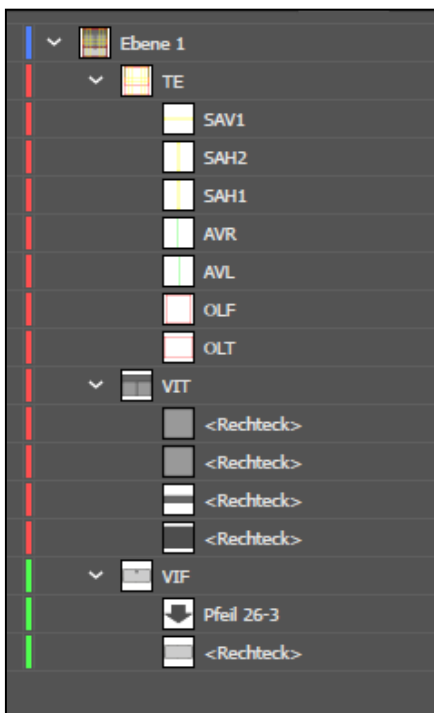 Ebene 1
TE
SAV1
SAH2
SAH1
AVR
AVL
OLF
OLT
VIT
<Rechteck>
<Rechteck>
<Rechteck>
<Rechteck>
VIF
Pfeil 26-3
<Rechteck>